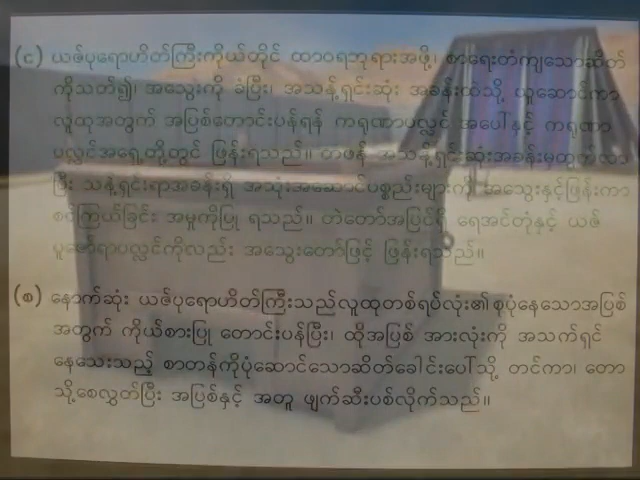 (င) ယဇ်ပုရောဟိတ်ကြီးကိုယ်တိုင် ထာဝရဘုရားအဖို့၊ စာရေးတံကျသောဆိတ်
ကိုသတ်၍၊ အသွေးကို ခံပြီး၊ အသန့်ရှင်းဆုံး အခန်းထဲသို့ ယူဆောင်ကာ
လူထုအတွက် အပြစ်တောင်းပန်ရန် ကရုဏာပလ္လင် အပေါ်နှင့် ကရုဏာ
ပလ္လင်အရှေ့တို့တွင် ဖြန်းရသည်။ တဖန် အသန့်ရှင်းဆုံးအခန်းမှထွက်လာ
ပြီး သန့်ရှင်းရာအခန်းရှိ အသုံးအဆောင်ပစ္စည်းများကို အသွေးနှင့်ဖြန်းကာ
စင်ကြယ်ခြင်း အမှုကိုပြု ရသည်။ တဲတော်အပြင်ရှိ ရေအင်တုံနှင့် ယဇ်
ပူဇော်ရာပလ္လင်ကိုလည်း အသွေးတော်ဖြင့် ဖြန်းရသည်။
(စ) နောက်ဆုံး ယဇ်ပုရောဟိတ်ကြီးသည်လူထုတစ်ရပ်လုံး၏စုပုံနေသောအပြစ်
အတွက် ကိုယ်စားပြု တောင်းပန်ပြီး၊ ထိုအပြစ် အားလုံးကို အသက်ရှင်
နေသေးသည့် စာတန်ကိုပုံဆောင်သောဆိတ်ခေါင်းပေါ်သို့ တင်ကာ၊ တော
သို့စေလွှတ်ပြီး အပြစ်နှင့် အတူ ဖျက်ဆီးပစ်လိုက်သည်။